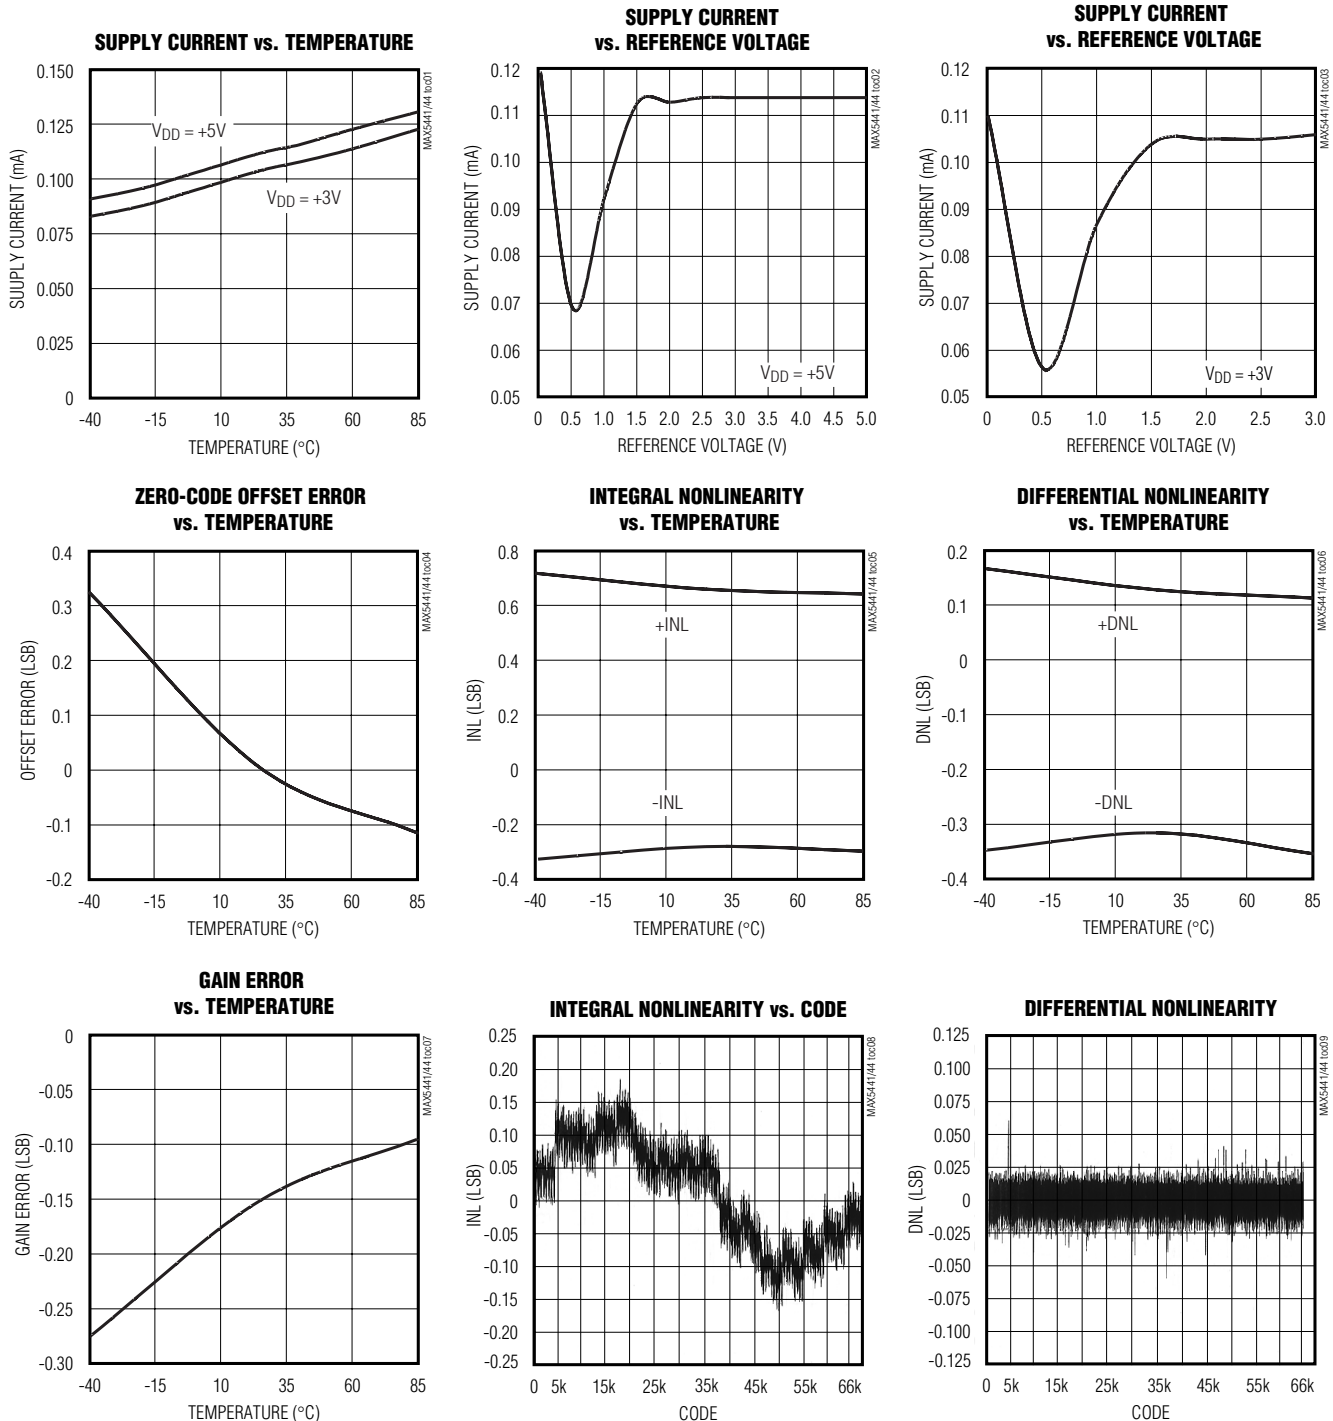 SUPPLY CURRENT vs. TEMPERATURE
0.150
0.125
0.100
0.075
0.050
0.025
0
SUUPLY CURRENT (mA)
VDD = +5V
VDD = +3V
-40 -15 10 35 60 85
TEMPERATURE (°C)
MAX5441/44 toc01
SUPPLY CURRENT
vs. REFERENCE VOLTAGE
0.12
0.11
0.10
0.09
0.08
0.07
0.06
0.05
SUPPLY CURRENT (mA)
VDD = +5V
0 0.5 1.0 1.5 2.0 2.5 3.0 3.5 4.0 4.5 5.0
REFERENCE VOLTAGE (V)
MAX5441/44 toc02
SUPPLY CURRENT
vs. REFERENCE VOLTAGE
0.12
0.11
0.10
0.09
0.08
0.07
0.06
0.05
SUPPLY CURRENT (mA)
VDD = +3V
0 0.5 1.0 1.5 2.0 2.5 3.0
REFERENCE VOLTAGE (V)
MAX5441/44 toc03
ZERO-CODE OFFSET ERROR
vs. TEMPERATURE
0.4
0.3
0.2
0.1
0
-0.1
-0.2
OFFSET ERROR (LSB)
-40 -15 10 35 60 85
TEMPERATURE (°C)
MAX5441/44 toc04
INTEGRAL NONLINEARITY
vs. TEMPERATURE
0.8
0.6
0.4
0.2
0
-0.2
-0.4
INL (LSB)
+INL
-INL
-40 -15 10 35 60 85
TEMPERATURE (°C)
MAX5441/44 toc05
DIFFERENTIAL NONLINEARITY
vs. TEMPERATURE
0.2
0.1
0
-0.1
-0.2
-0.3
-0.4
DNL (LSB)
+DNL
-DNL
-40 -15 10 35 60 85
TEMPERATURE (°C)
MAX5441/44 toc06
GAIN ERROR
vs. TEMPERATURE
0
-0.05
-0.10
-0.15
-0.20
-0.25
-0.30
GAIN ERROR (LSB)
-40 -15 10 35 60 85
TEMPERATURE (°C)
MAX5441/44 toc07
INTEGRAL NONLINEARITY vs. CODE
0.25
0.20
0.15
0.10
0.05
0
-0.05
-0.10
-0.15
-0.20
-0.25
INL (LSB)
0 5k 15k 25k 35k 45k 55k 66k
CODE
MAX5441/44 toc08
DIFFERENTIAL NONLINEARITY
0.125
0.100
0.075
0.050
0.025
0
-0.025
-0.050
-0.075
-0.100
-0.125
DNL (LSB)
0 5k 15k 25k 35k 45k 55k 66k
CODE
MAX5441/44 toc09